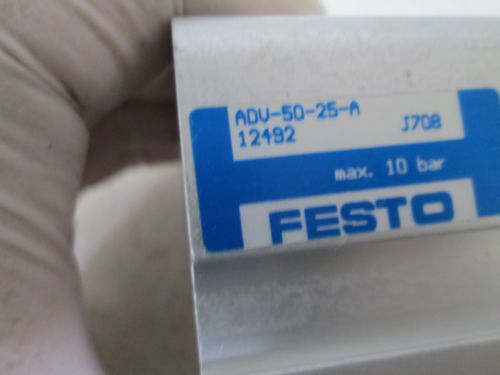 ADV-50-25-A
12492 J708
max. 10 bar
FESTO